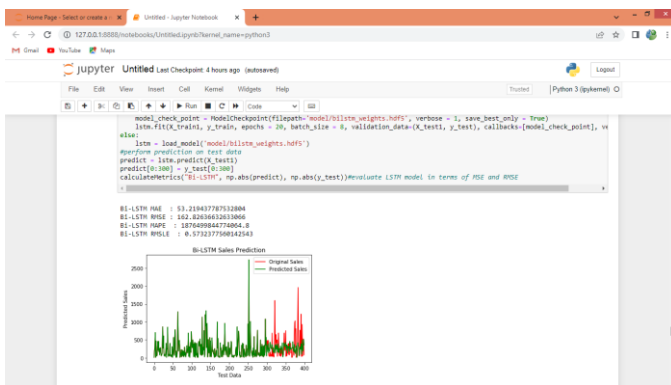 Home Page - Select or create a n
Untitled - Jupyter Notebook
127.0.0.1:8888/notebooks/Untitled.ipynb?kernel_name=python3
Gmail YouTube Maps
jupyter Untitled Last Checkpoint: 4 hours ago (autosaved)
Logout
File Edit View Insert Cell Kernel Widgets Help
Trusted Python 3 (ipykernel)
Run Code
model_check_point = ModelCheckpoint(filepath='model/bilstm_weights.hdf5', verbose = 1, save_best_only = True)
lstm.fit(X_train1, y_train, epochs = 20, batch_size = 8, validation_data=(X_test1, y_test), callbacks=[model_check_point], ve
else:
lstm = load_model('model/bilstm_weights.hdf5')
#perform prediction on test data
predict = lstm.predict(X_test1)
predict[0:300] = y_test[0:300]
calculateMetrics("Bi-LSTM", np.abs(predict), np.abs(y_test))#evaluate LSTM model in terms of MSE and RMSE
Bi-LSTM MAE : 53.219437787532804
Bi-LSTM RMSE : 162.82636632633066
Bi-LSTM MAPE : 1876499844774064.8
Bi-LSTM RMSLE : 0.5732377560142543
Bi-LSTM Sales Prediction
Original Sales
Predicted Sales
Predicted Sales
2500
2000
1500
1000
500
0
0 50 100 150 200 250 300 350 400
Test Data